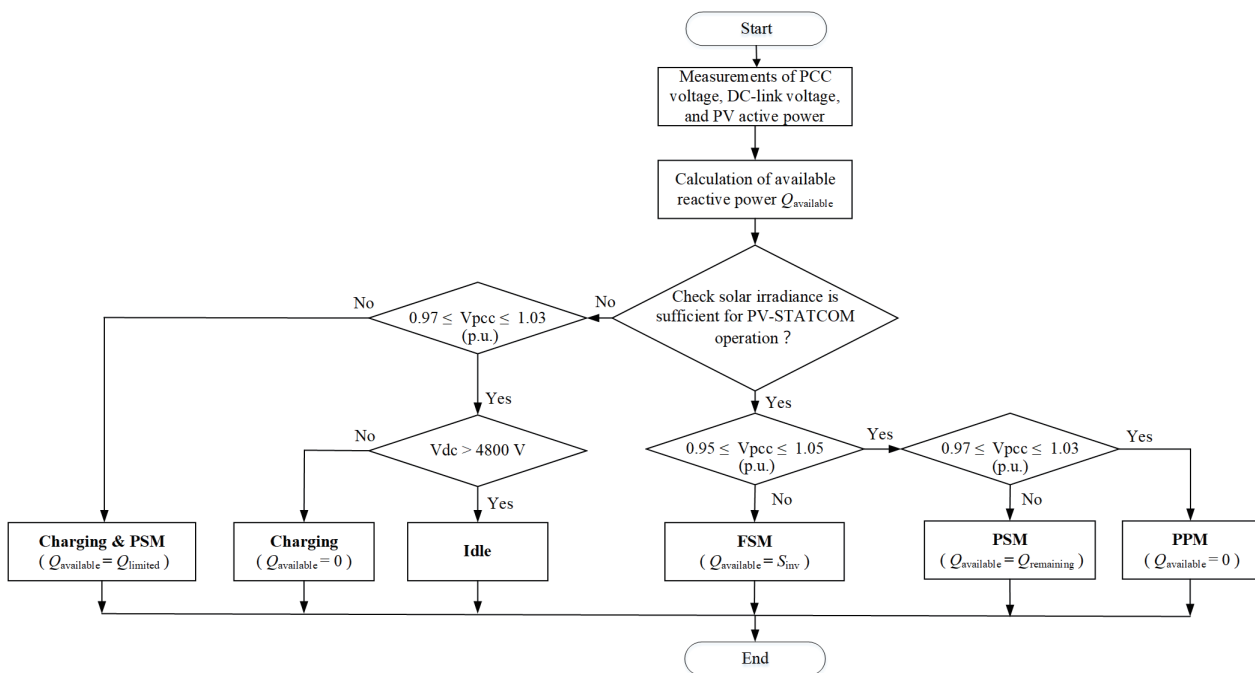 Start
Measurements of PCC
voltage, DC-link voltage,
and PV active power
Calculation of available
reactive power Qavailable
Check solar irradiance is
sufficient for PV-STATCOM
operation ?
No
No
0.97 ≤ Vpcc ≤ 1.03
(p.u.)
Yes
No
Vdc > 4800 V
Yes
Yes
0.95 ≤ Vpcc ≤ 1.05
(p.u.)
Yes
No
0.97 ≤ Vpcc ≤ 1.03
(p.u.)
Yes
No
Charging & PSM
( Qavailable = Qlimited )
Charging
( Qavailable = 0 )
Idle
FSM
( Qavailable = Sinv )
PSM
( Qavailable = Qremaining )
PPM
( Qavailable = 0 )
End